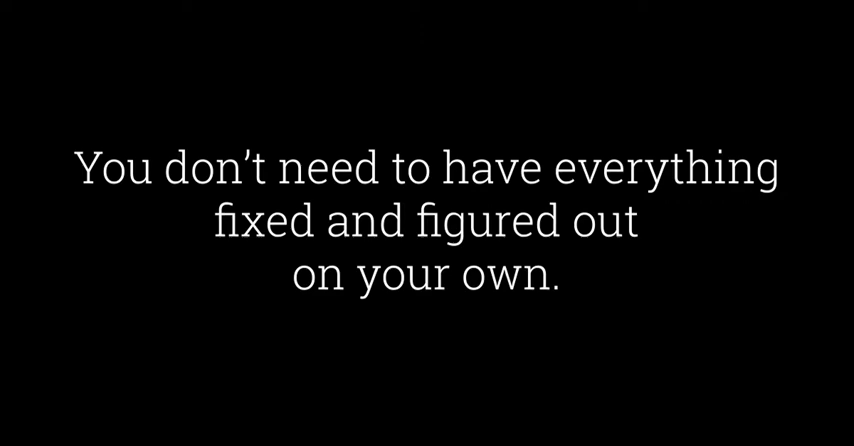 You don’t need to have everything
fixed and figured out
on your own.